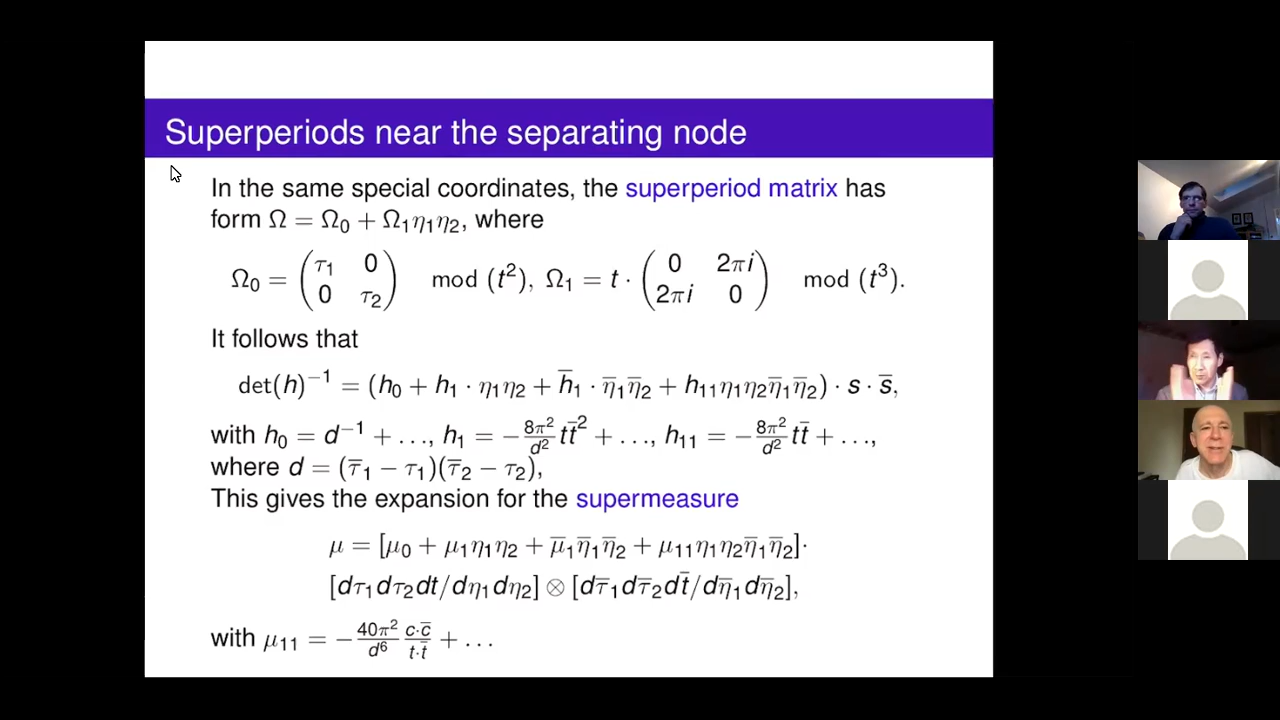 Superperiods near the separating node
In the same special coordinates, the superperiod matrix has
form Ω = Ω₀ + Ω₁η₁η₂, where
Ω₀ = (τ₁ 0; 0 τ₂) mod (t²), Ω₁ = t · (0 2πi; 2πi 0) mod (t³).
It follows that
det(h)⁻¹ = (h₀ + h₁ · η₁η₂ + h̅₁ · η̅₁η̅₂ + h₁₁η₁η₂η̅₁η̅₂) · s · s̅,
with h₀ = d⁻¹ + …, h₁ = −8π²/d² tt̅² + …, h₁₁ = −8π²/d² tt̅ + …,
where d = (τ̅₁ − τ₁)(τ̅₂ − τ₂),
This gives the expansion for the supermeasure
μ = [μ₀ + μ₁η₁η₂ + μ̅₁η̅₁η̅₂ + μ₁₁η₁η₂η̅₁η̅₂]·
[dτ₁dτ₂dt/dη₁dη₂] ⊗ [dτ̅₁dτ̅₂dt̅/dη̅₁dη̅₂],
with μ₁₁ = −40π²/d⁶ c·c̅/t·t̅ + …